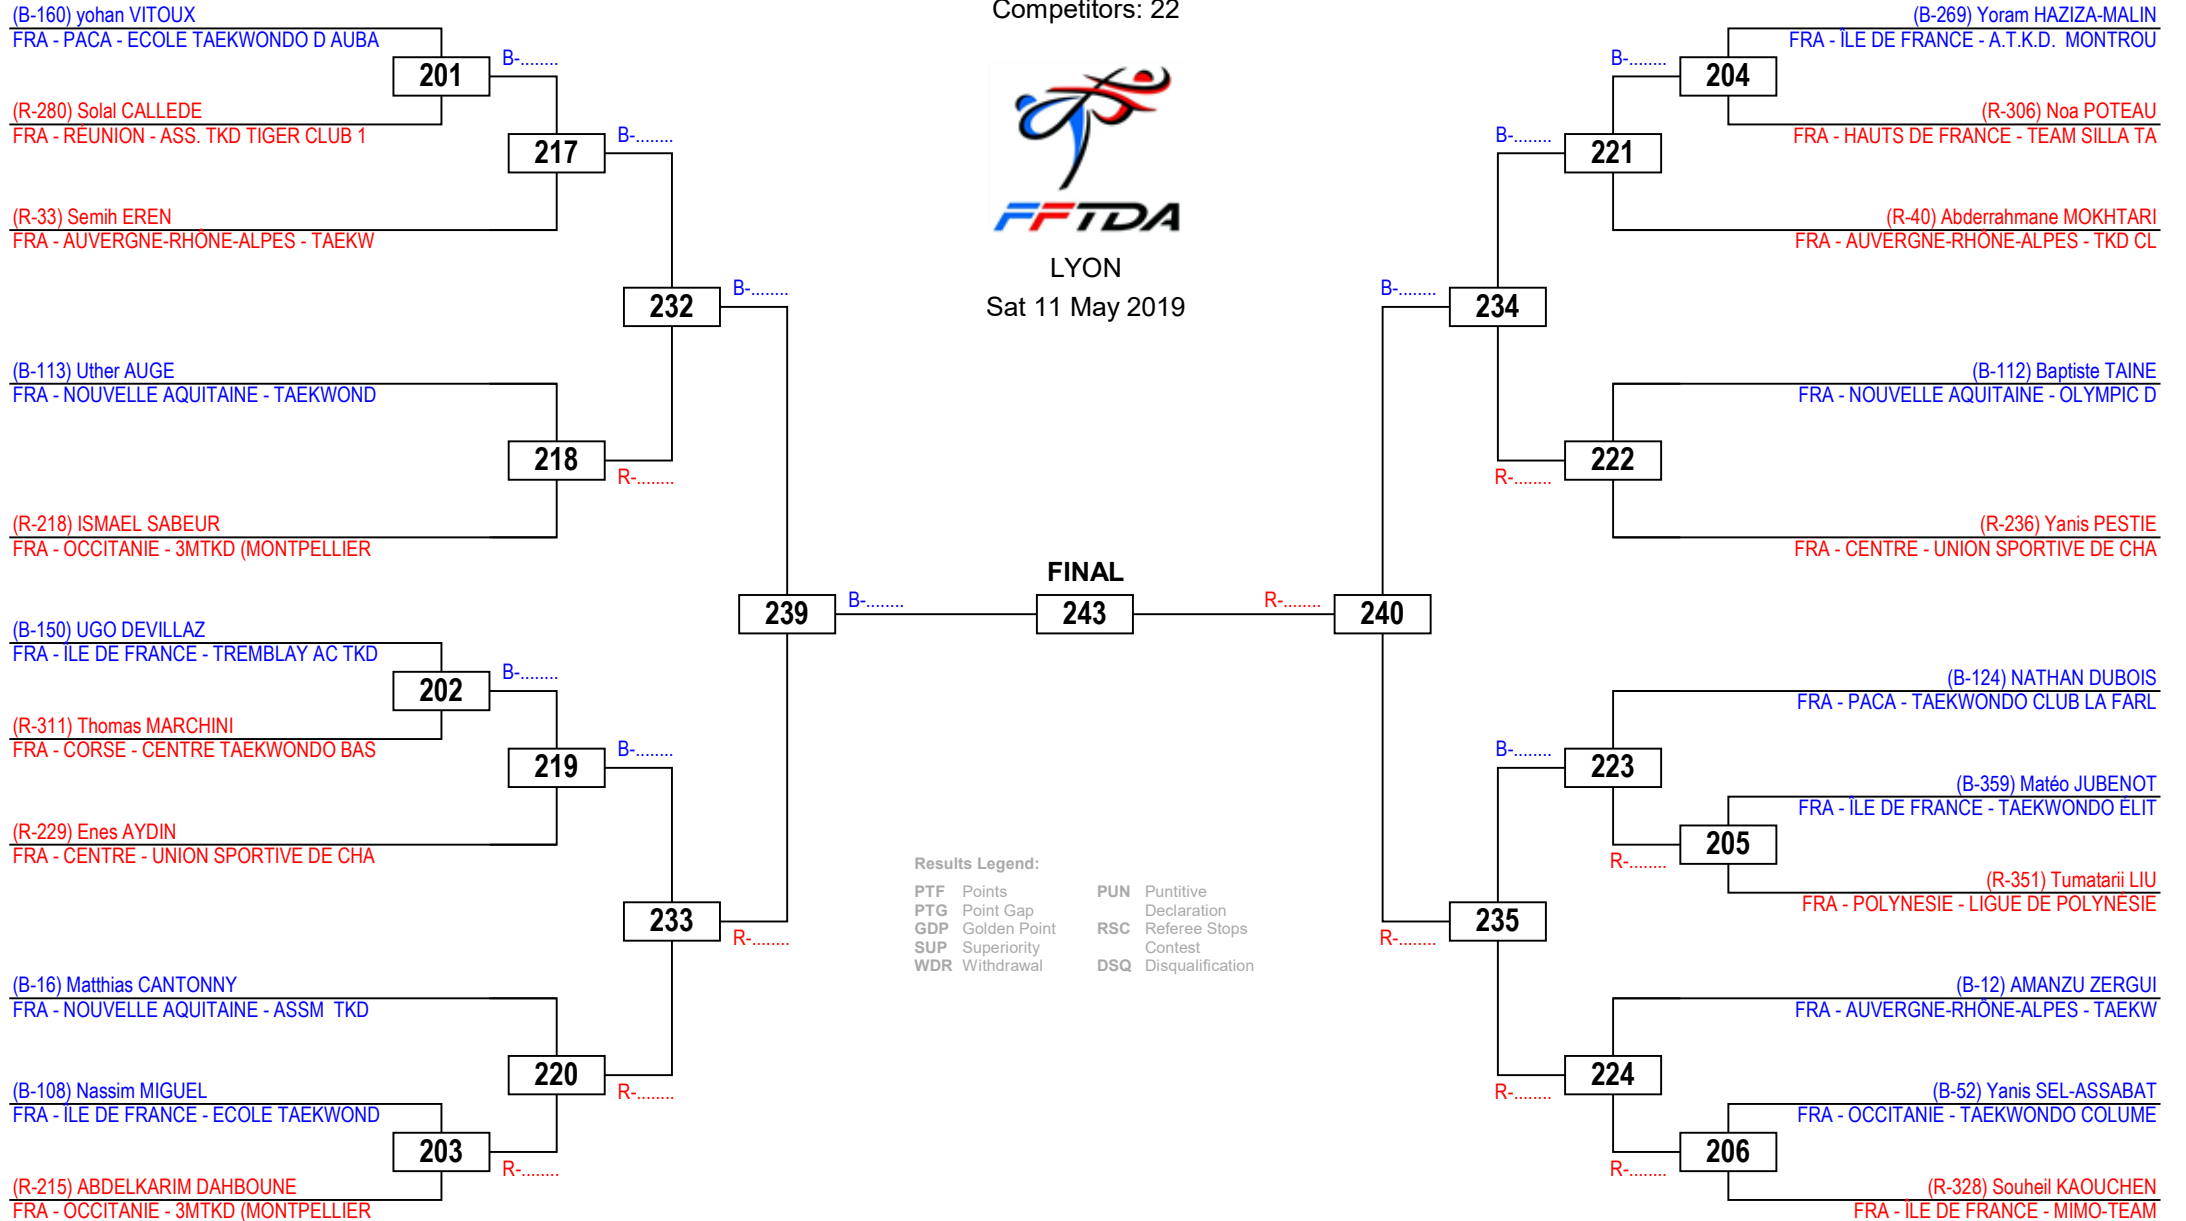 Competitors: 22
FFTDA
LYON
Sat 11 May 2019
(B-160) yohan VITOUX
FRA - PACA - ECOLE TAEKWONDO D AUBA
201
B-........
(R-280) Solal CALLEDE
FRA - RÉUNION - ASS. TKD TIGER CLUB 1
217
B-........
(R-33) Semih EREN
FRA - AUVERGNE-RHÔNE-ALPES - TAEKW
232
B-........
(B-113) Uther AUGE
FRA - NOUVELLE AQUITAINE - TAEKWOND
218
R-........
(R-218) ISMAEL SABEUR
FRA - OCCITANIE - 3MTKD (MONTPELLIER
239
B-........
(B-150) UGO DEVILLAZ
FRA - ÎLE DE FRANCE - TREMBLAY AC TKD
202
B-........
(R-311) Thomas MARCHINI
FRA - CORSE - CENTRE TAEKWONDO BAS
219
B-........
(R-229) Enes AYDIN
FRA - CENTRE - UNION SPORTIVE DE CHA
233
R-........
(B-16) Matthias CANTONNY
FRA - NOUVELLE AQUITAINE - ASSM  TKD
220
R-........
(B-108) Nassim MIGUEL
FRA - ÎLE DE FRANCE - ECOLE TAEKWOND
203
R-........
(R-215) ABDELKARIM DAHBOUNE
FRA - OCCITANIE - 3MTKD (MONTPELLIER
FINAL
243
Results Legend:
PTF Points
PTG Point Gap
GDP Golden Point
SUP Superiority
WDR Withdrawal
PUN Puntitive
Declaration
RSC Referee Stops
Contest
DSQ Disqualification
(B-269) Yoram HAZIZA-MALIN
FRA - ÎLE DE FRANCE - A.T.K.D.  MONTROU
B-........
204
(R-306) Noa POTEAU
FRA - HAUTS DE FRANCE - TEAM SILLA TA
B-........
221
(R-40) Abderrahmane MOKHTARI
FRA - AUVERGNE-RHÔNE-ALPES - TKD CL
B-........
234
(B-112) Baptiste TAINE
FRA - NOUVELLE AQUITAINE - OLYMPIC D
R-........
222
(R-236) Yanis PESTIE
FRA - CENTRE - UNION SPORTIVE DE CHA
R-........
240
(B-124) NATHAN DUBOIS
FRA - PACA - TAEKWONDO CLUB LA FARL
B-........
223
(B-359) Matéo JUBENOT
FRA - ÎLE DE FRANCE - TAEKWONDO ÉLIT
R-........
205
(R-351) Tumatarii LIU
FRA - POLYNESIE - LIGUE DE POLYNÉSIE
R-........
235
(B-12) AMANZU ZERGUI
FRA - AUVERGNE-RHÔNE-ALPES - TAEKW
R-........
224
(B-52) Yanis SEL-ASSABAT
FRA - OCCITANIE - TAEKWONDO COLUME
R-........
206
(R-328) Souheil KAOUCHEN
FRA - ÎLE DE FRANCE - MIMO-TEAM